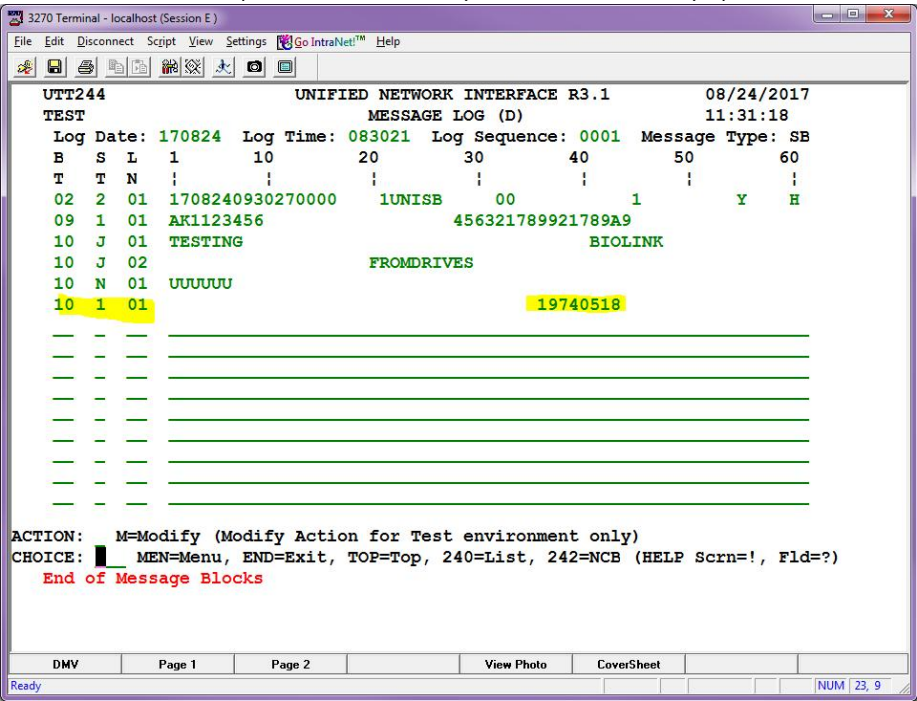 3270 Terminal - localhost (Session E )
File Edit Disconnect Script View Settings Go IntraNet!™ Help
UTT244 UNIFIED NETWORK INTERFACE R3.1 08/24/2017
TEST MESSAGE LOG (D) 11:31:18
Log Date: 170824 Log Time: 083021 Log Sequence: 0001 Message Type: SB
B S L 1 10 20 30 40 50 60
T T N ¦ ¦ ¦ ¦ ¦ ¦
02 2 01 1708240930270000 1UNISB 00 1 Y H
09 1 01 AK1123456 456321789921789A9
10 J 01 TESTING BIOLINK
10 J 02 FROMDRIVES
10 N 01 UUUUUU
10 1 01 19740518
ACTION: M=Modify (Modify Action for Test environment only)
CHOICE: MEN=Menu, END=Exit, TOP=Top, 240=List, 242=NCB (HELP Scrn=!, Fld=?)
End of Message Blocks
DMV Page 1 Page 2 View Photo CoverSheet
Ready NUM 23, 9